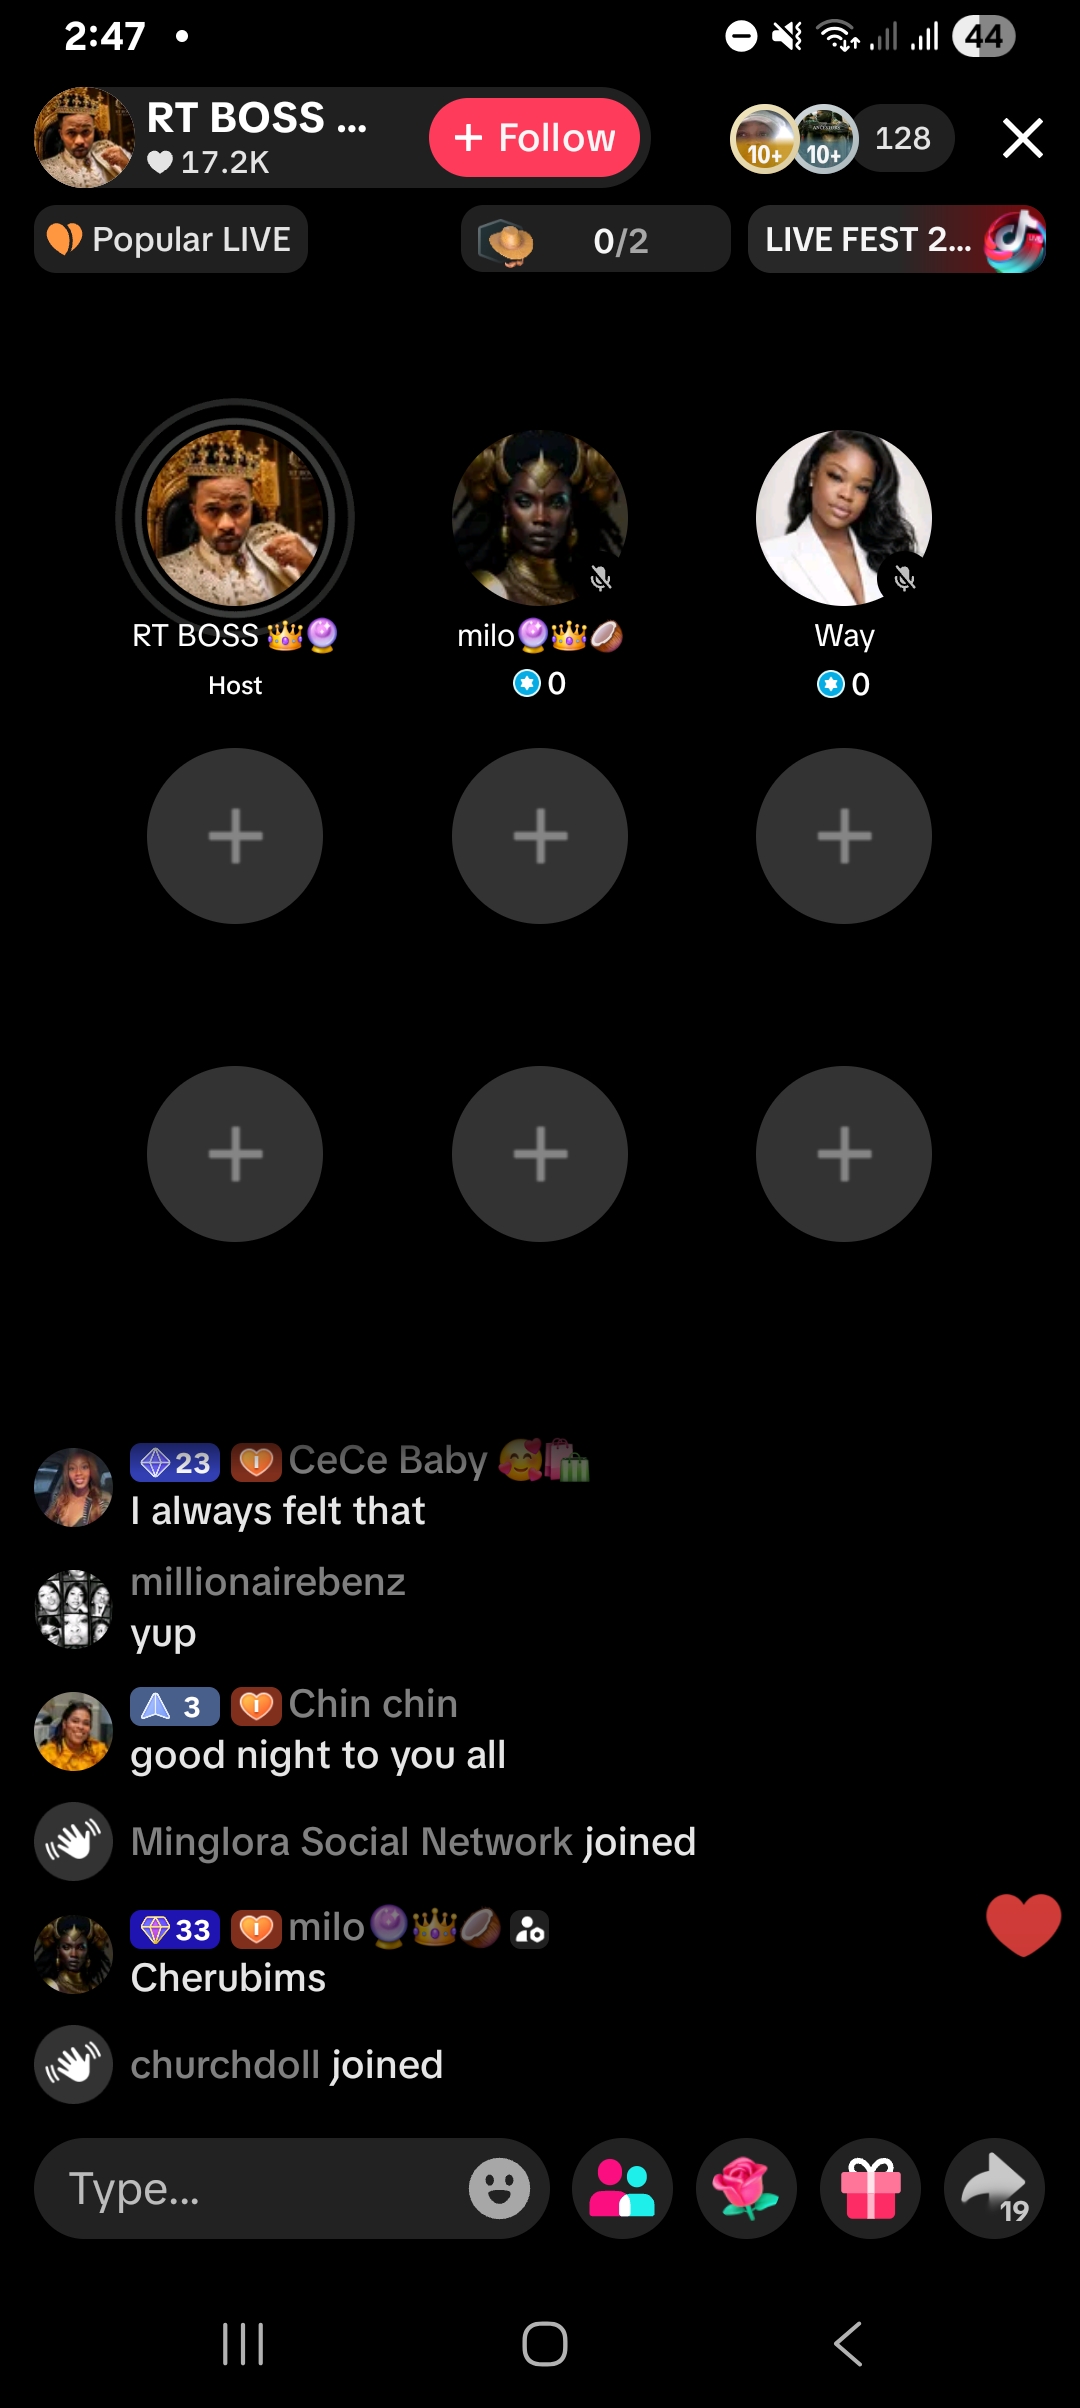 2:47
44
RT BOSS ...
17.2K
+ Follow
10+
10+
128
Popular LIVE
0/2
LIVE FEST 2...
RT BOSS 👑🔮
Host
milo🔮👑🥥
0
Way
0
23 I CeCe Baby 🥰🛍️
I always felt that
millionairebenz
yup
3 I Chin chin
good night to you all
Minglora Social Network joined
33 I milo🔮👑🥥
Cherubims
churchdoll joined
Type...
19